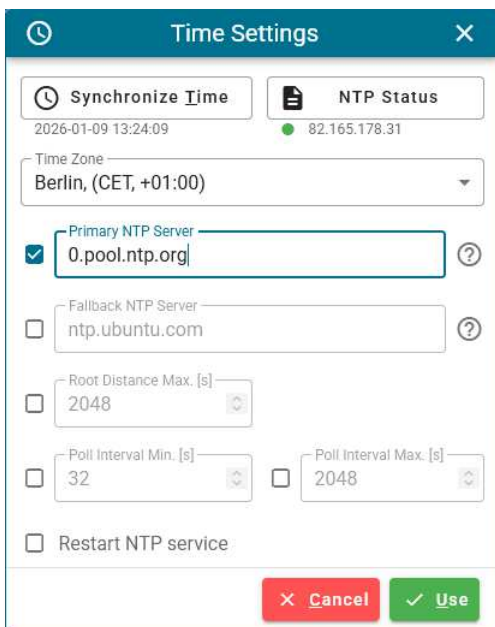 Time Settings
Synchronize Time
NTP Status
2026-01-09 13:24:09
82.165.178.31
Time Zone
Berlin, (CET, +01:00)
Primary NTP Server
0.pool.ntp.org
Fallback NTP Server
ntp.ubuntu.com
Root Distance Max. [s]
2048
Poll Interval Min. [s]
Poll Interval Max. [s]
32
2048
Restart NTP service
Cancel
Use